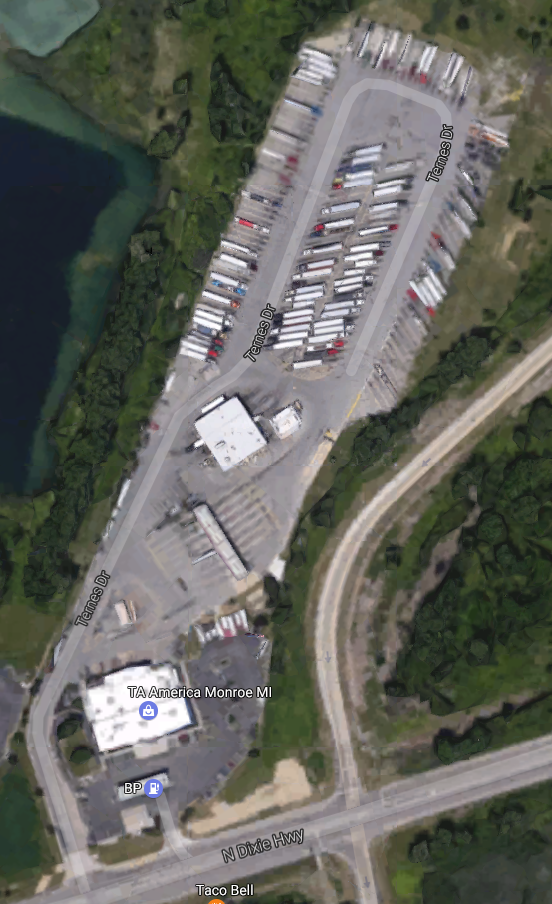 Ternes Dr
Ternes Dr
Ternes Dr
TA America Monroe MI
BP
N Dixie Hwy
Taco Bell